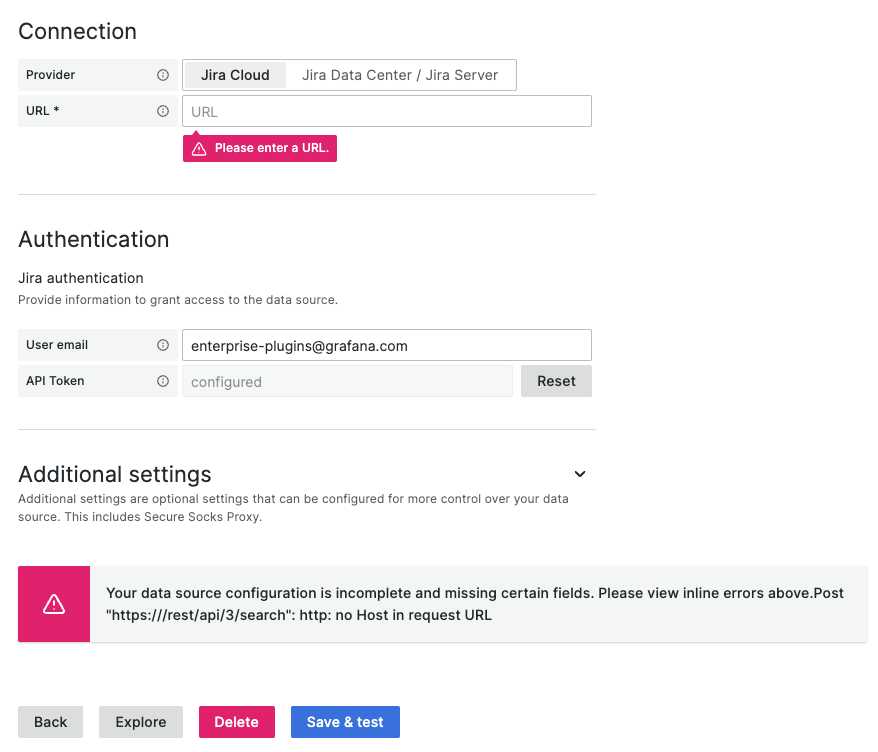 Connection
Provider
Jira Cloud
Jira Data Center / Jira Server
URL *
URL
Please enter a URL.
Authentication
Jira authentication
Provide information to grant access to the data source.
User email
enterprise-plugins@grafana.com
API Token
configured
Reset
Additional settings
Additional settings are optional settings that can be configured for more control over your data
source. This includes Secure Socks Proxy.
Your data source configuration is incomplete and missing certain fields. Please view inline errors above.Post
"https:///rest/api/3/search": http: no Host in request URL
Back
Explore
Delete
Save & test